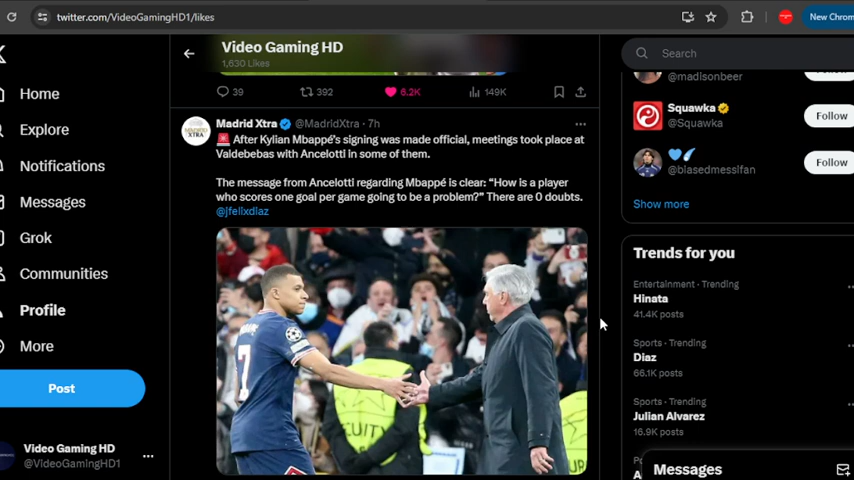 twitter.com/VideoGamingHD1/likes
New Chrom
Video Gaming HD
1,630 Likes
Search
39
392
6.2K
149K
@madisonbeer
Madrid Xtra @MadridXtra · 7h
🚨 After Kylian Mbappé's signing was made official, meetings took place at
Valdebebas with Ancelotti in some of them.
The message from Ancelotti regarding Mbappé is clear: "How is a player
who scores one goal per game going to be a problem?" There are 0 doubts.
@jfelixdiaz
7
Home
Explore
Notifications
Messages
Grok
Communities
Profile
More
Post
Video Gaming HD
@VideoGamingHD1
Squawka
@Squawka
Follow
@blasedmessifan
Follow
Show more
Trends for you
Entertainment · Trending
Hinata
41.4K posts
Sports · Trending
Diaz
66.1K posts
Sports · Trending
Julian Alvarez
16.9K posts
Messages